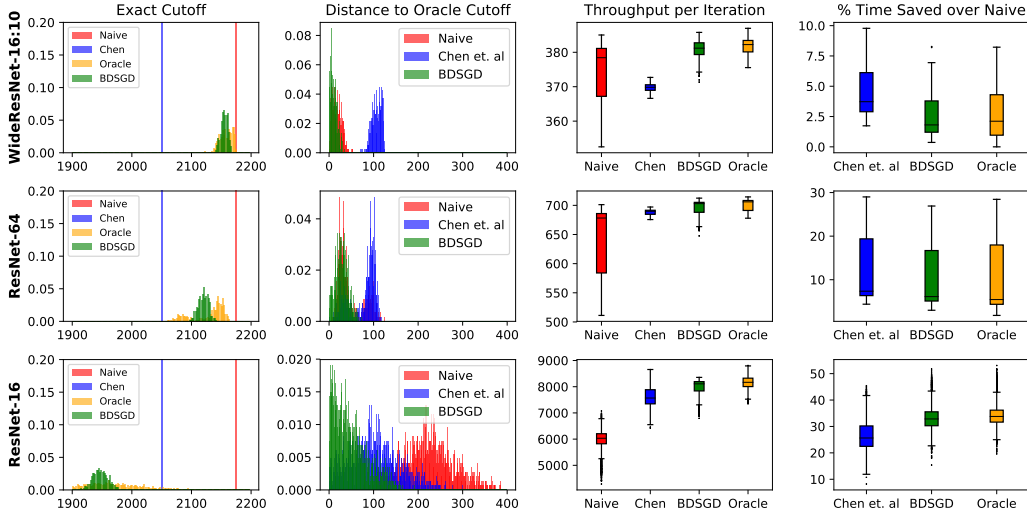 Exact Cutoff
Distance to Oracle Cutoff
Throughput per Iteration
% Time Saved over Naive
WideResNet-16:10
0.20
0.15
0.10
0.05
0.00
Naive
Chen
Oracle
BDSGD
1900 2000 2100 2200
0.08
0.06
0.04
0.02
0.00
Naive
Chen et. al
BDSGD
0 100 200 300 400
380
370
360
Naive Chen BDSGD Oracle
10.0
7.5
5.0
2.5
0.0
Chen et. al BDSGD Oracle
ResNet-64
0.20
0.15
0.10
0.05
0.00
Naive
Chen
Oracle
BDSGD
1900 2000 2100 2200
0.04
0.02
0.00
Naive
Chen et. al
BDSGD
0 100 200 300 400
700
650
600
550
500
Naive Chen BDSGD Oracle
30
20
10
Chen et. al BDSGD Oracle
ResNet-16
0.20
0.15
0.10
0.05
0.00
Naive
Chen
Oracle
BDSGD
1900 2000 2100 2200
0.020
0.015
0.010
0.005
0.000
Naive
Chen et. al
BDSGD
0 100 200 300 400
9000
8000
7000
6000
5000
Naive Chen BDSGD Oracle
50
40
30
20
10
Chen et. al BDSGD Oracle